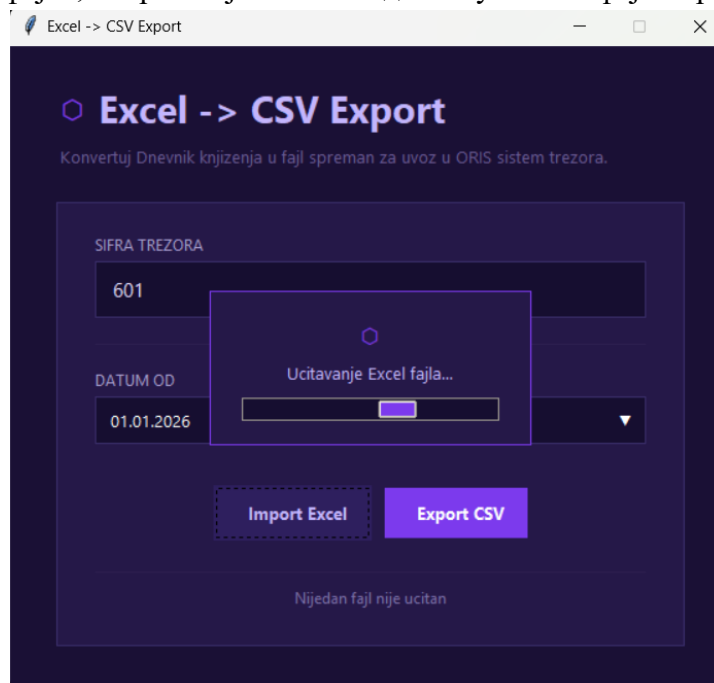 Excel -> CSV Export
Excel -> CSV Export
Konvertuj Dnevnik knjizenja u fajl spreman za uvoz u ORIS sistem trezora.
SIFRA TREZORA
601
Ucitavanje Excel fajla...
DATUM OD
01.01.2026
Import Excel
Export CSV
Nijedan fajl nije ucitan